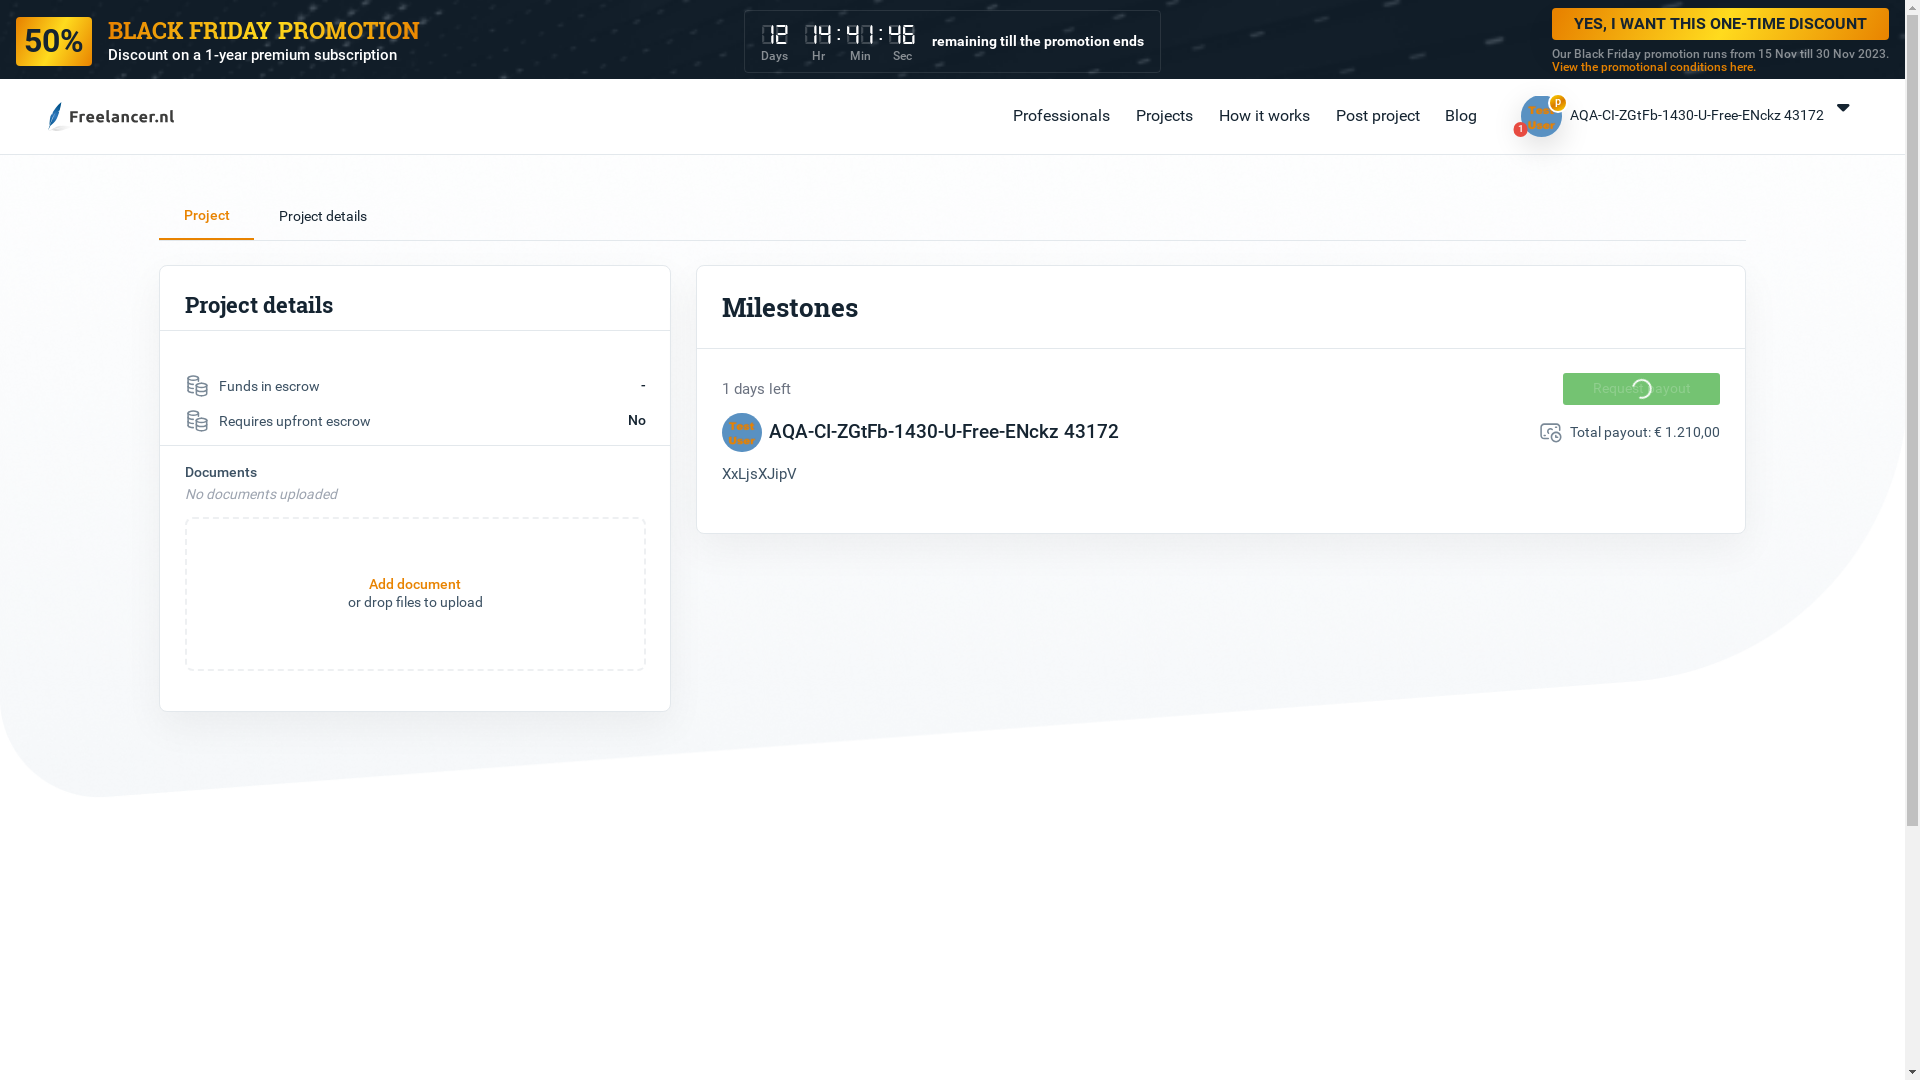 50%
BLACK FRIDAY PROMOTION
Discount on a 1-year premium subscription
12 14:41:46
Days Hr Min Sec
remaining till the promotion ends
YES, I WANT THIS ONE-TIME DISCOUNT
Our Black Friday promotion runs from 15 Nov till 30 Nov 2023.
View the promotional conditions here.
Freelancer.nl
Professionals
Projects
How it works
Post project
Blog
Test
User
P
1
AQA-CI-ZGtFb-1430-U-Free-ENckz 43172
Project
Project details
Project details
Funds in escrow -
Requires upfront escrow No
Documents
No documents uploaded
Add document
or drop files to upload
Milestones
1 days left
Request payout
Test
User
AQA-CI-ZGtFb-1430-U-Free-ENckz 43172
Total payout: € 1.210,00
XxLjsXJipV